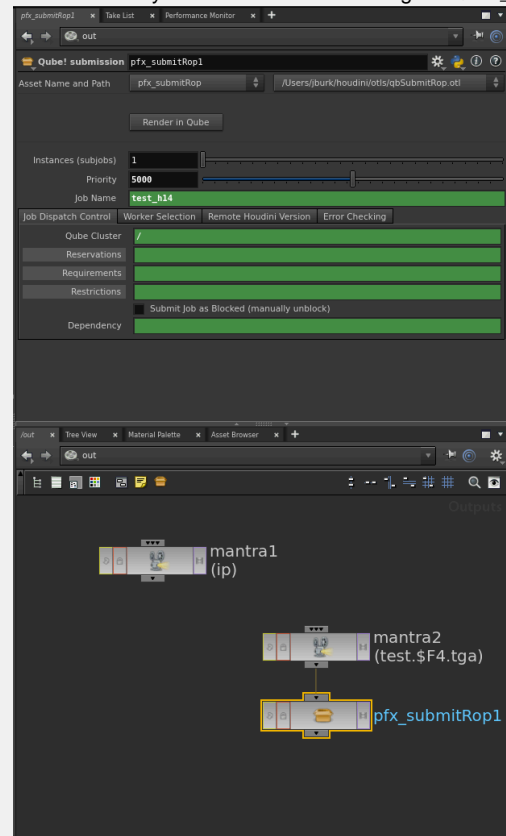 pfx_submitRop1 x Take List x Performance Monitor x +
out
Qube! submission pfx_submitRop1
Asset Name and Path pfx_submitRop /Users/jburk/houdini/otls/qbSubmitRop.otl
Render in Qube
Instances (subjobs) 1
Priority 5000
Job Name test_h14
Job Dispatch Control Worker Selection Remote Houdini Version Error Checking
Qube Cluster /
Reservations
Requirements
Restrictions
Submit Job as Blocked (manually unblock)
Dependency
/out x Tree View x Material Palette x Asset Browser x +
out
Outputs
mantra1
(ip)
mantra2
(test.$F4.tga)
pfx_submitRop1